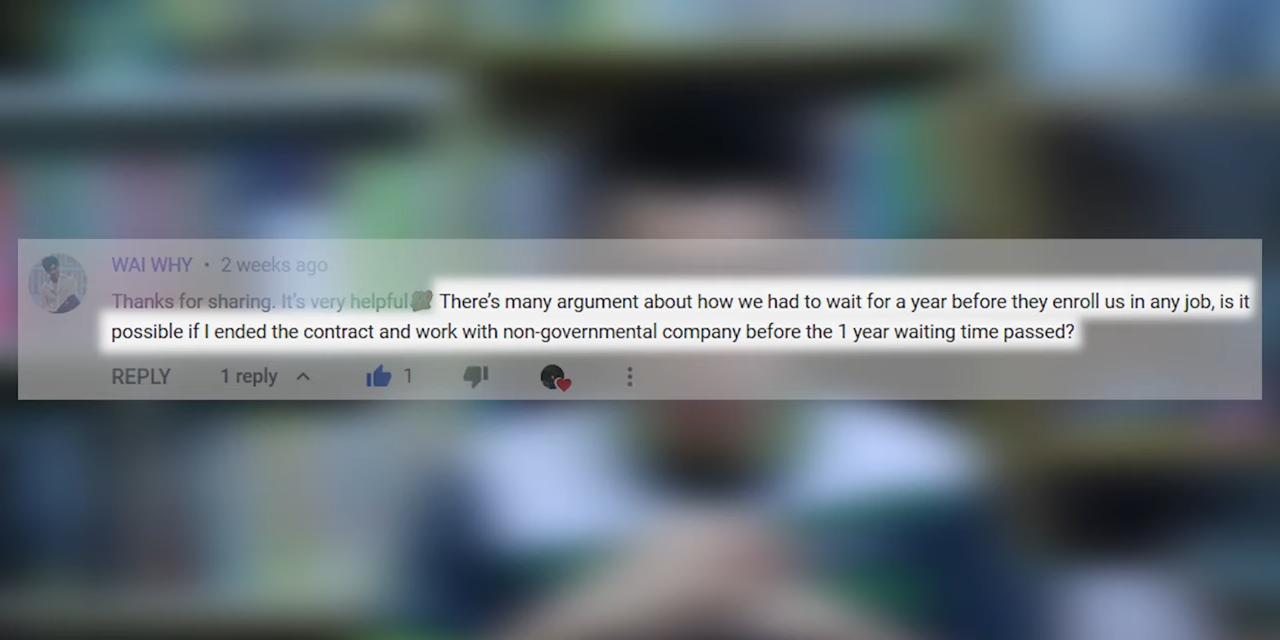 WAI WHY • 2 weeks ago
Thanks for sharing. It's very helpful There's many argument about how we had to wait for a year before they enroll us in any job, is it
possible if I ended the contract and work with non-governmental company before the 1 year waiting time passed?
REPLY 1 reply 1